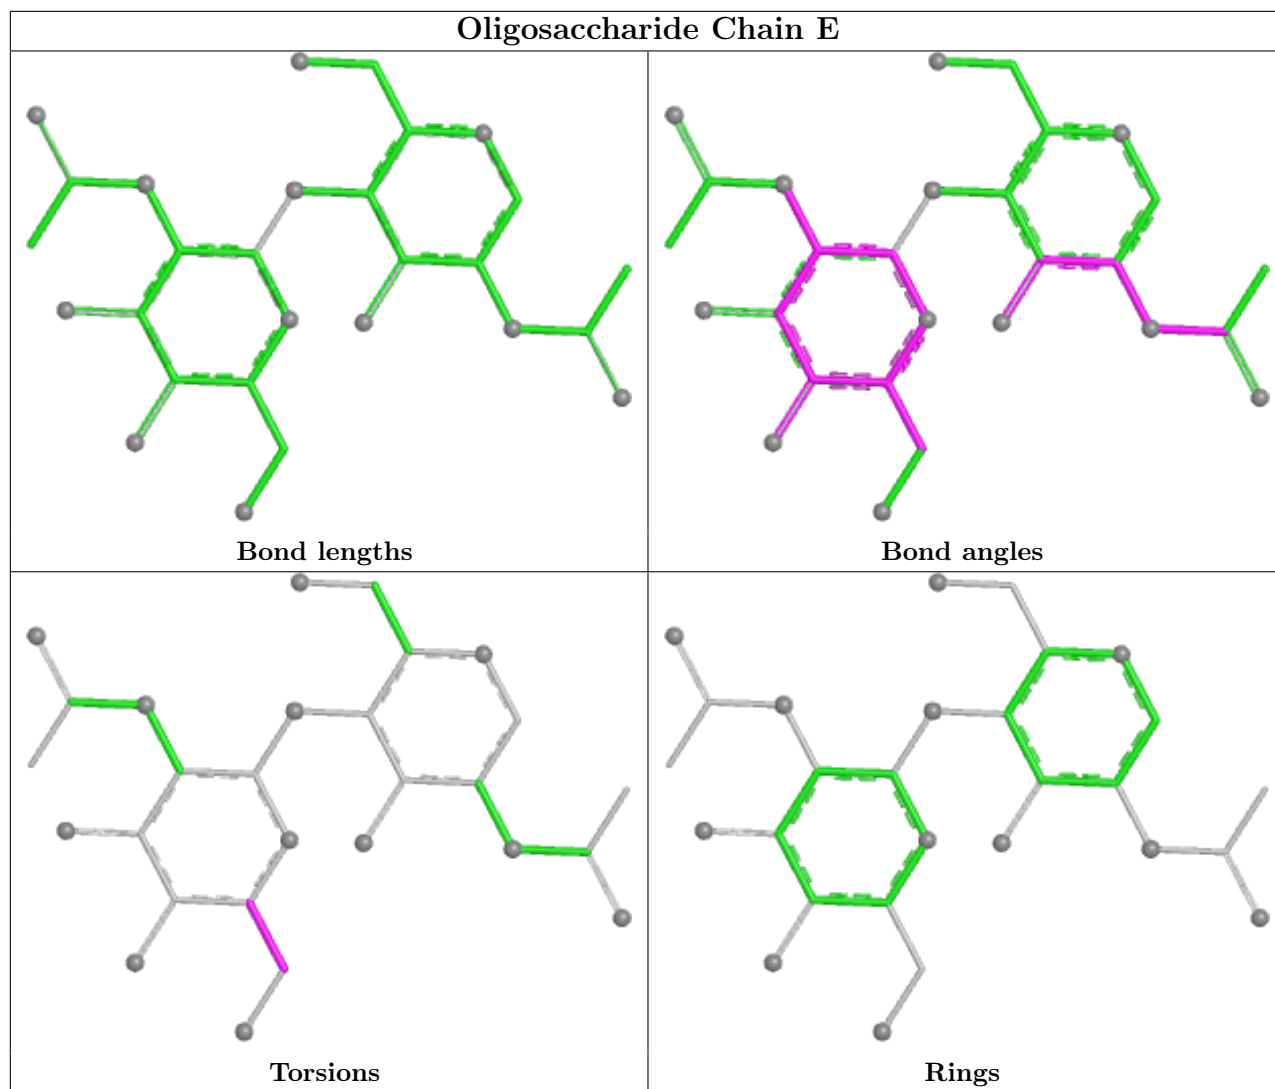 Oligosaccharide Chain E
Bond lengths
Bond angles
Torsions
Rings